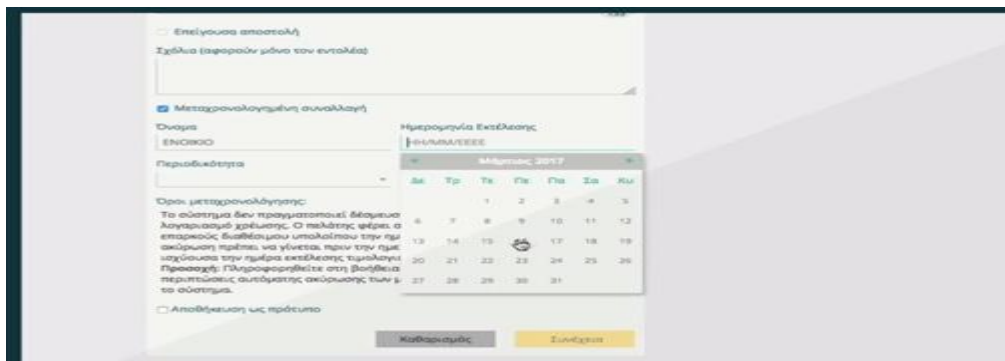 Επείγουσα αποστολή
Σχόλια (αφορούν μόνο τον εντολέα)
Μεταχρονολογημένη συναλλαγή
Όνομα
Ημερομηνία Εκτέλεσης
ΕΝΟΙΚΙΟ
ΗΗ/ΜΜ/ΕΕΕΕ
Περιοδικότητα
Μάρτιος 2017
Δε Τρ Τε Πε Πα Σα Κυ
1 2 3 4 5
6 7 8 9 10 11 12
13 14 15 17 18 19
20 21 22 23 24 25 26
27 28 29 30 31
Όροι μεταχρονολόγησης:
Το σύστημα δεν πραγματοποιεί δέσμευσ
λογαριασμό χρέωσης. Ο πελάτης φέρει α
επαρκούς διαθέσιμου υπολοίπου την ημ
ακύρωση πρέπει να γίνεται πριν την ημε
ισχύουσα την ημέρα εκτέλεσης τιμολογι
Προσοχή: Πληροφορηθείτε στη βοήθεια
περιπτώσεις αυτόματης ακύρωσης των μ
το σύστημα.
Αποθήκευση ως πρότυπο
Καθαρισμός
Συνέχεια